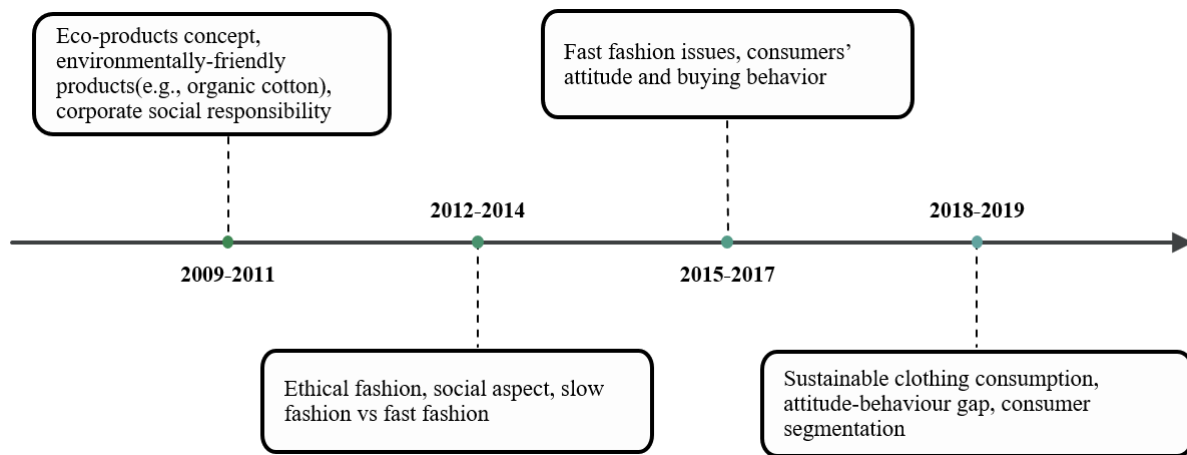 Eco-products concept,
environmentally-friendly
products(e.g., organic cotton),
corporate social responsibility
Fast fashion issues, consumers’
attitude and buying behavior
2012-2014
2018-2019
2009-2011
2015-2017
Ethical fashion, social aspect, slow
fashion vs fast fashion
Sustainable clothing consumption,
attitude-behaviour gap, consumer
segmentation